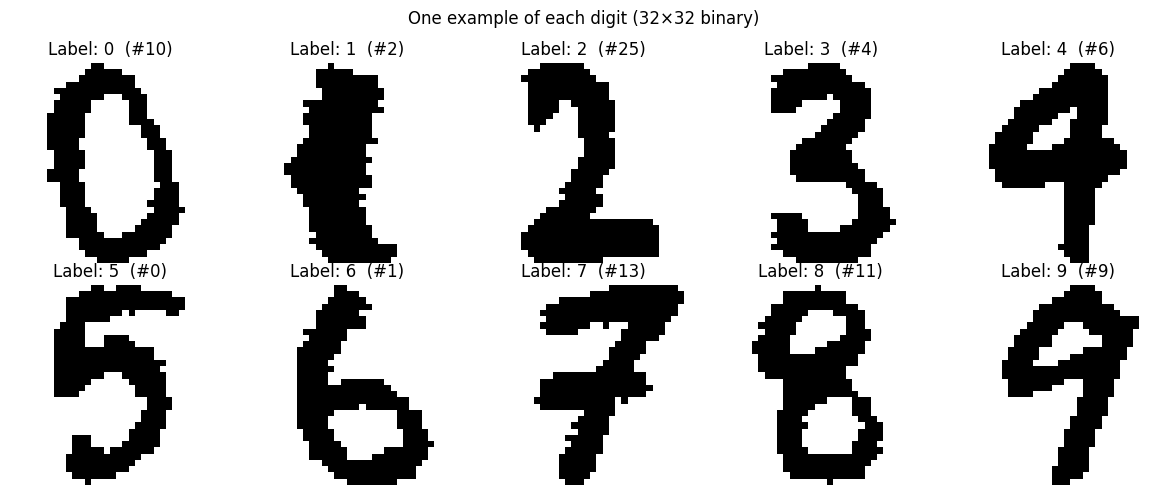 One example of each digit (32×32 binary)
Label: 0 (#10) Label: 1 (#2) Label: 2 (#25) Label: 3 (#4) Label: 4 (#6)
0 1 2 3 4
Label: 5 (#0) Label: 6 (#1) Label: 7 (#13) Label: 8 (#11) Label: 9 (#9)
5 6 7 8 9